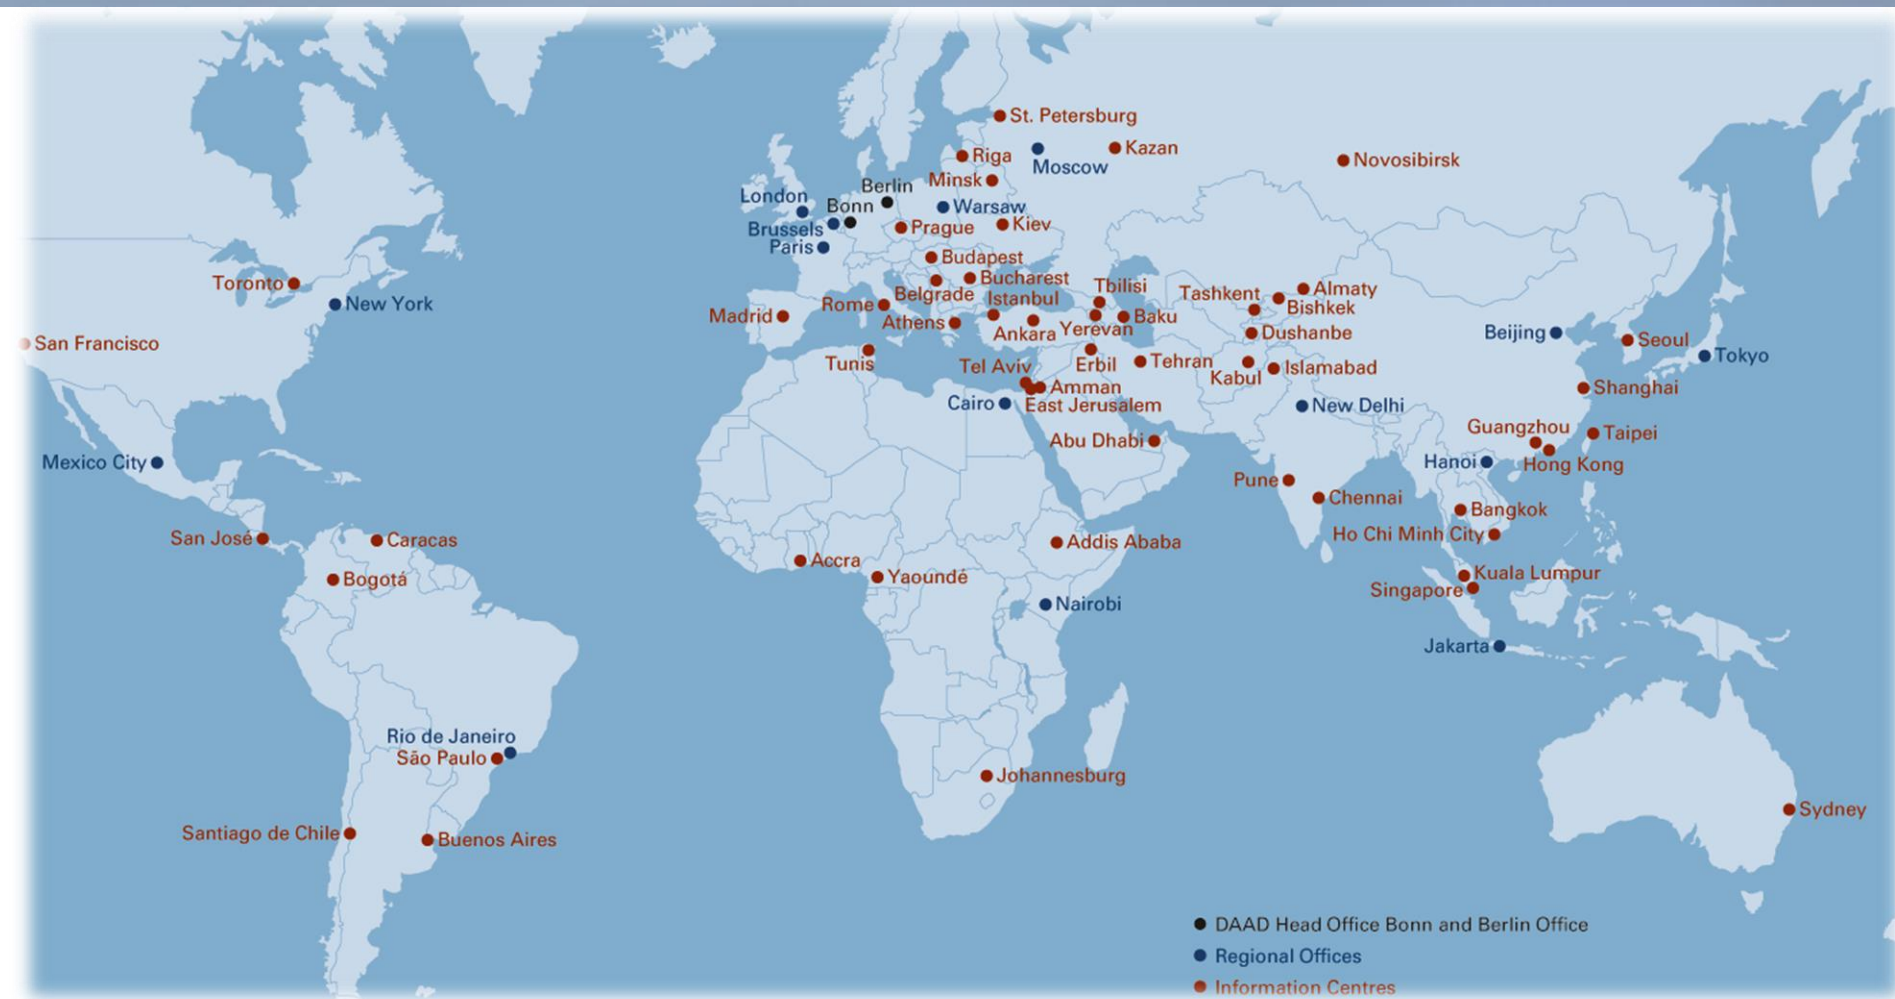 St. Petersburg
Riga
Moscow
Kazan
Novosibirsk
Minsk
Berlin
London
Bonn
Warsaw
Brussels
Prague
Kiev
Paris
Budapest
Toronto
Bucharest
Tbilisi
Almaty
Tashkent
Belgrade
Istanbul
New York
Rome
Bishkek
Madrid
Athens
Ankara
Yerevan
Baku
Dushanbe
Beijing
San Francisco
Seoul
Tokyo
Tunis
Tel Aviv
Erbil
Tehran
Kabul
Islamabad
Amman
Shanghai
Cairo
East Jerusalem
New Delhi
Guangzhou
Taipei
Abu Dhabi
Mexico City
Hanoi
Hong Kong
Pune
Chennai
Bangkok
San José
Caracas
Ho Chi Minh City
Addis Ababa
Accra
Bogotá
Yaoundé
Kuala Lumpur
Singapore
Nairobi
Jakarta
Rio de Janeiro
São Paulo
Johannesburg
Sydney
Santiago de Chile
Buenos Aires
DAAD Head Office Bonn and Berlin Office
Regional Offices
Information Centres